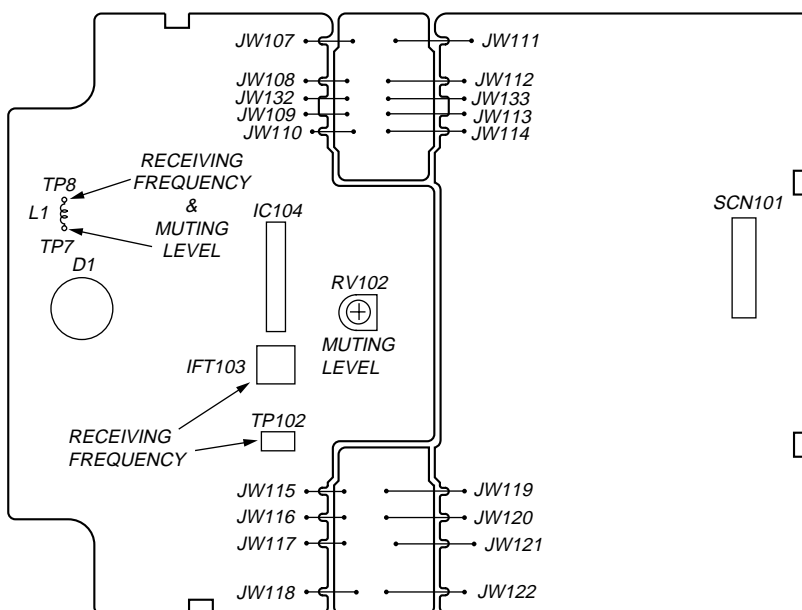 JW107
JW111
JW108
JW112
JW132
JW133
JW109
JW113
JW110
JW114
RECEIVING
FREQUENCY
&
MUTING
LEVEL
TP8
L1
TP7
D1
IC104
SCN101
RV102
MUTING
LEVEL
IFT103
TP102
RECEIVING
FREQUENCY
JW115
JW119
JW116
JW120
JW117
JW121
JW118
JW122